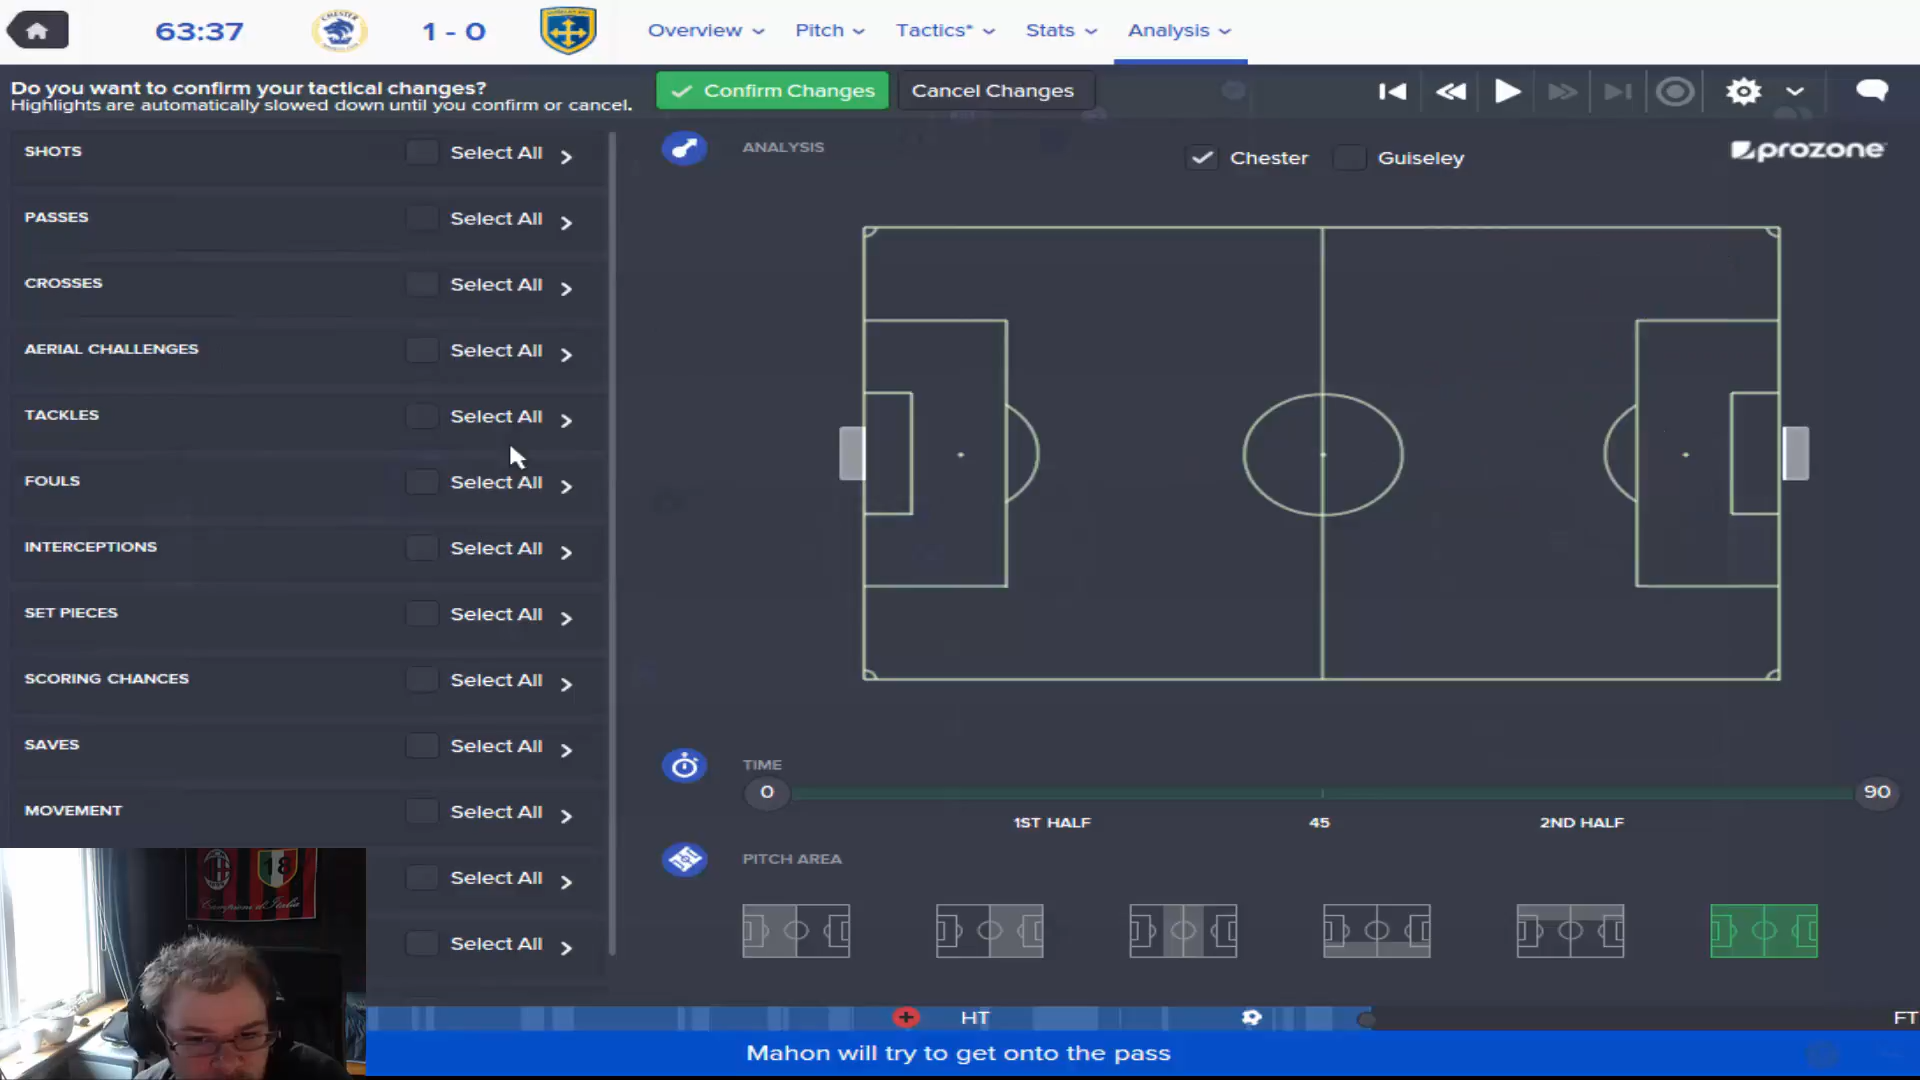 63:37
1 - 0
Overview
Pitch
Tactics*
Stats
Analysis
Do you want to confirm your tactical changes?
Highlights are automatically slowed down until you confirm or cancel.
Confirm Changes
Cancel Changes
SHOTS Select All
PASSES Select All
CROSSES Select All
AERIAL CHALLENGES Select All
TACKLES Select All
FOULS Select All
INTERCEPTIONS Select All
SET PIECES Select All
SCORING CHANCES Select All
SAVES Select All
MOVEMENT Select All
Select All
Select All
ANALYSIS
Chester
Guiseley
prozone
TIME
0
90
1ST HALF
45
2ND HALF
PITCH AREA
18
Campioni d'Italia
HT
FT
Mahon will try to get onto the pass